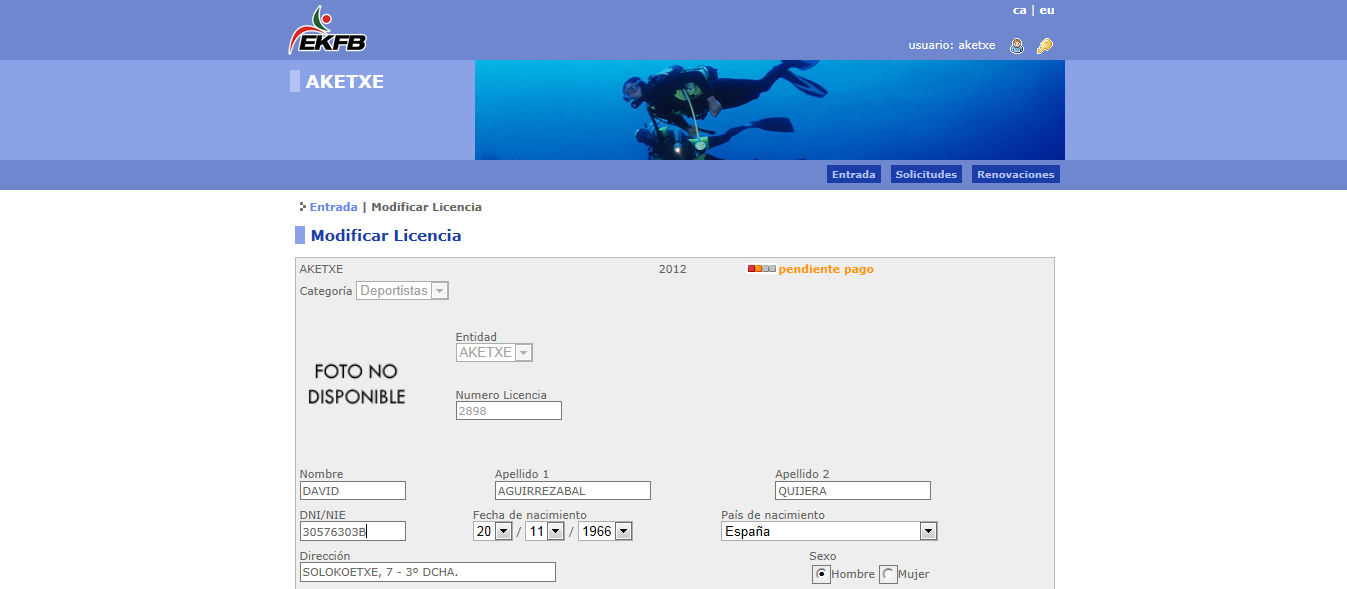 ca | eu
EKFB
usuario: aketxe
AKETXE
Entrada Solicitudes Renovaciones
Entrada | Modificar Licencia
Modificar Licencia
AKETXE 2012 pendiente pago
Categoría Deportistas
Entidad
AKETXE
FOTO NO
DISPONIBLE
Numero Licencia
2898
Nombre Apellido 1 Apellido 2
DAVID AGUIRREZABAL QUIJERA
DNI/NIE Fecha de nacimiento País de nacimiento
30576303B 20 / 11 / 1966 España
Dirección Sexo
SOLOKOETXE, 7 - 3º DCHA. Hombre Mujer